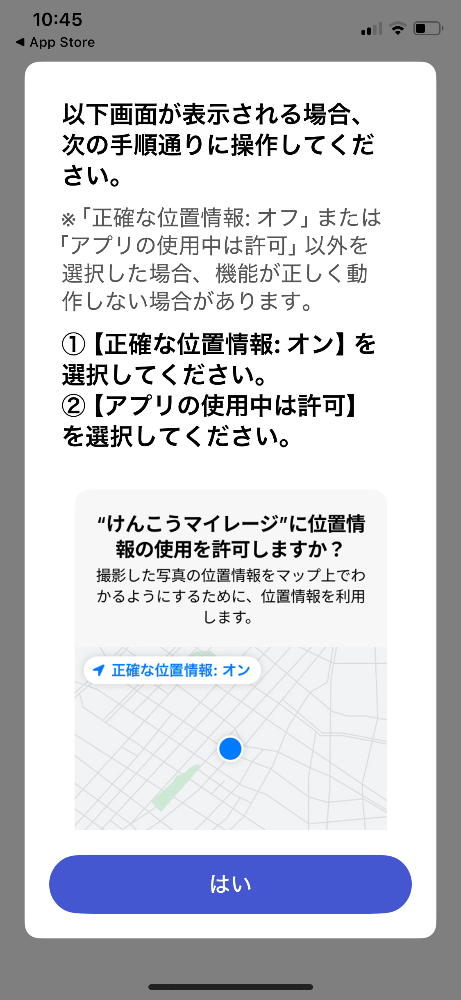 10:45
◀ App Store
以下画面が表示される場合、
次の手順通りに操作してくだ
さい。
※「正確な位置情報: オフ」または
「アプリの使用中は許可」以外を
選択した場合、機能が正しく動
作しない場合があります。
①【正確な位置情報: オン】を
選択してください。
②【アプリの使用中は許可】
を選択してください。
“けんこうマイレージ”に位置情
報の使用を許可しますか？
撮影した写真の位置情報をマップ上でわ
かるようにするために、位置情報を利用
します。
正確な位置情報: オン
はい